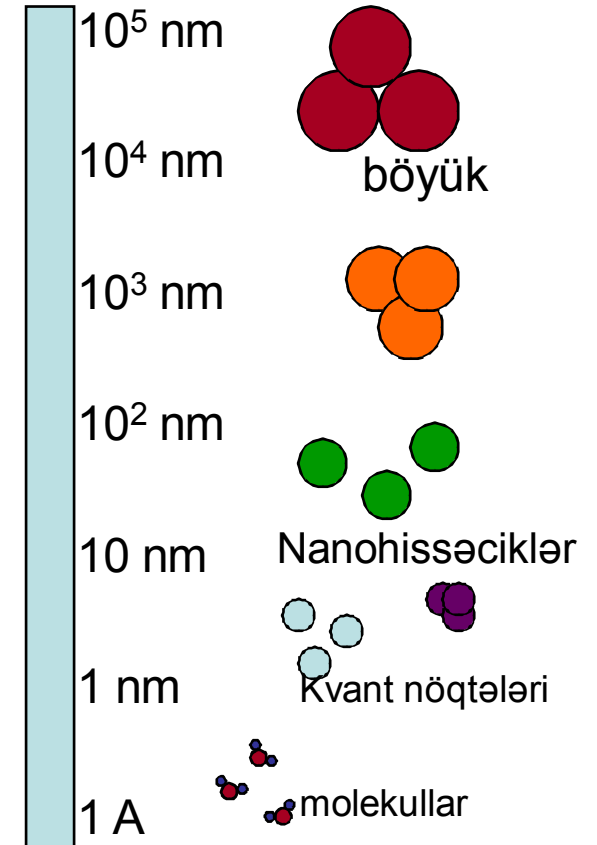 10⁵ nm
10⁴ nm
böyük
10³ nm
10² nm
Nanohissəciklər
10 nm
1 nm
Kvant nöqtələri
molekullar
1 A